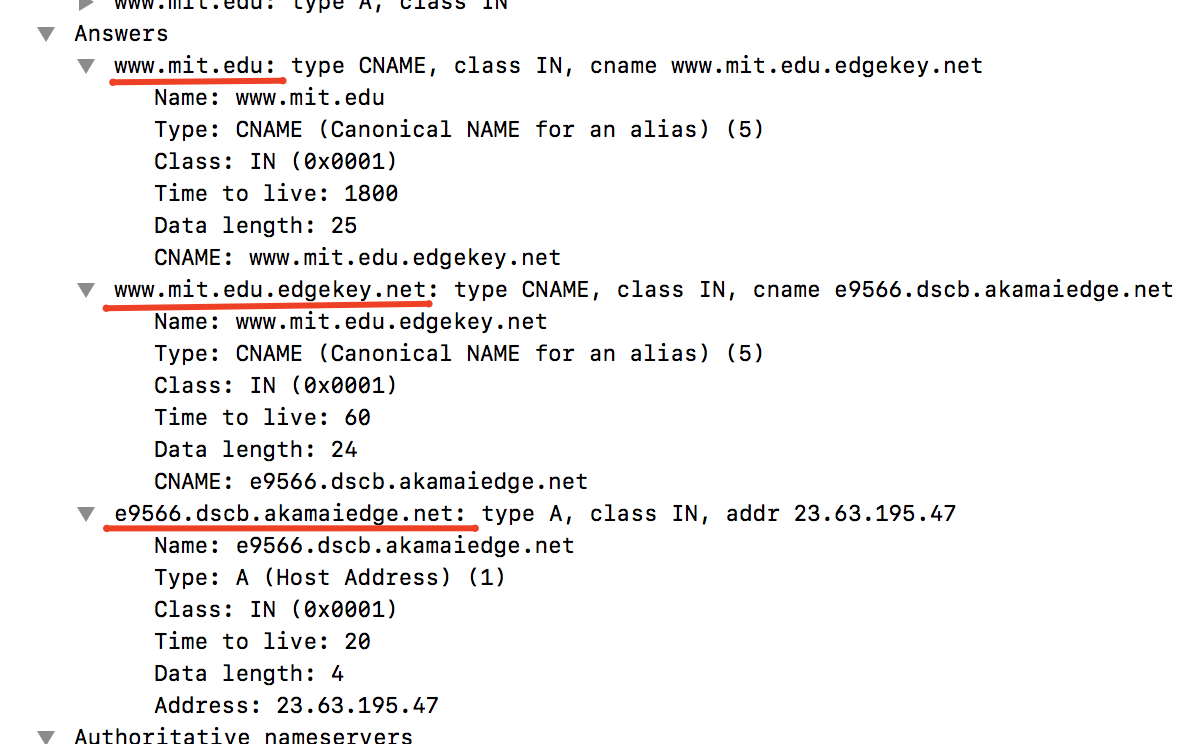 www.mit.edu: type A, class IN
Answers
www.mit.edu: type CNAME, class IN, cname www.mit.edu.edgekey.net
Name: www.mit.edu
Type: CNAME (Canonical NAME for an alias) (5)
Class: IN (0x0001)
Time to live: 1800
Data length: 25
CNAME: www.mit.edu.edgekey.net
www.mit.edu.edgekey.net: type CNAME, class IN, cname e9566.dscb.akamaiedge.net
Name: www.mit.edu.edgekey.net
Type: CNAME (Canonical NAME for an alias) (5)
Class: IN (0x0001)
Time to live: 60
Data length: 24
CNAME: e9566.dscb.akamaiedge.net
e9566.dscb.akamaiedge.net: type A, class IN, addr 23.63.195.47
Name: e9566.dscb.akamaiedge.net
Type: A (Host Address) (1)
Class: IN (0x0001)
Time to live: 20
Data length: 4
Address: 23.63.195.47
Authoritative nameservers